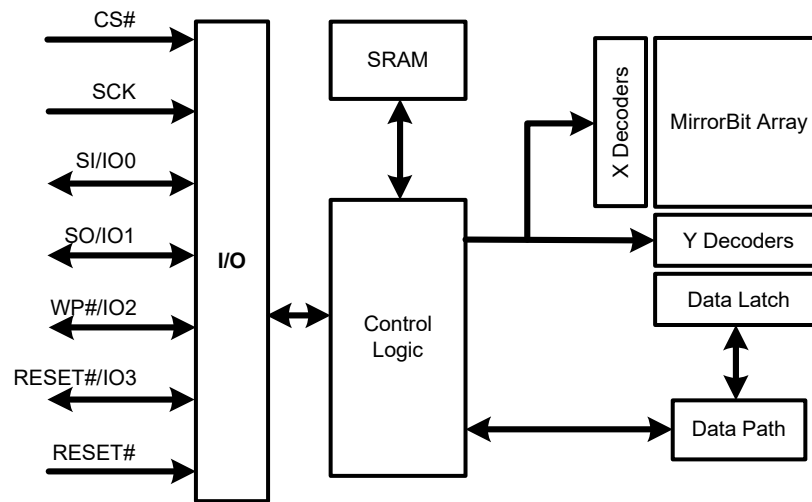 CS#
SCK
SI/IO0
SO/IO1
WP#/IO2
RESET#/IO3
RESET#
I/O
SRAM
Control
Logic
X Decoders
MirrorBit Array
Y Decoders
Data Latch
Data Path